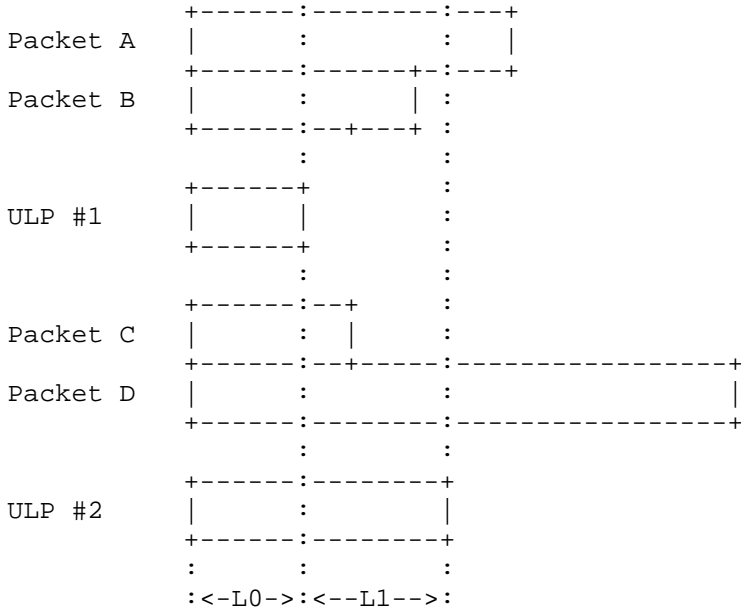 +------:--------:---+
Packet A    |      :        :   |
            +------:------+-:---+
Packet B    |      :      | :
            +------:--+---+ :
                   :        :
            +------+        :
ULP #1      |      |        :
            +------+        :
                   :        :
            +------:--+     :
Packet C    |      :  |     :
            +------:--+-----:-----------------+
Packet D    |      :        :                 |
            +------:--------:-----------------+
                   :        :
            +------:--------+
ULP #2      |      :        |
            +------:--------+
            :      :        :
            :<-L0->:<--L1-->: